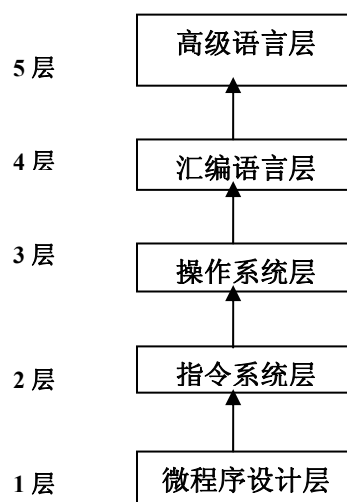 高级语言层
5 层
4 层 汇编语言层
3 层 操作系统层
2 层 指令系统层
1 层 微程序设计层